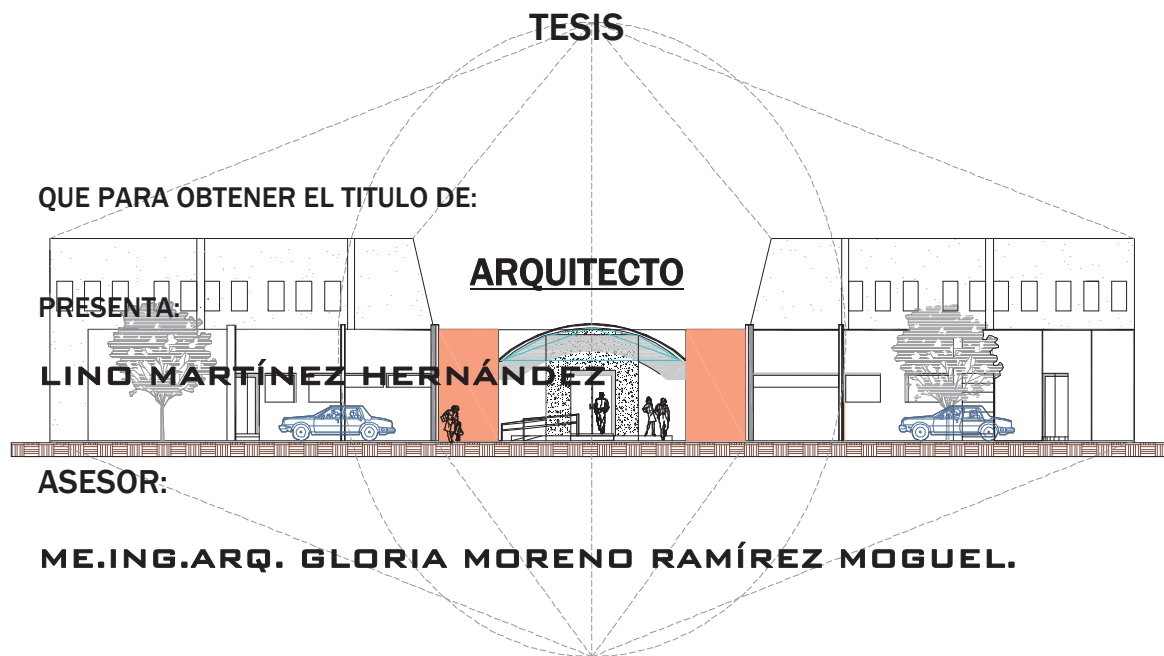 TESIS
QUE PARA OBTENER EL TITULO DE:
ARQUITECTO
PRESENTA:
LINO MARTÍNEZ HERNÁNDEZ
ASESOR:
ME.ING.ARQ. GLORIA MORENO RAMÍREZ MOGUEL.